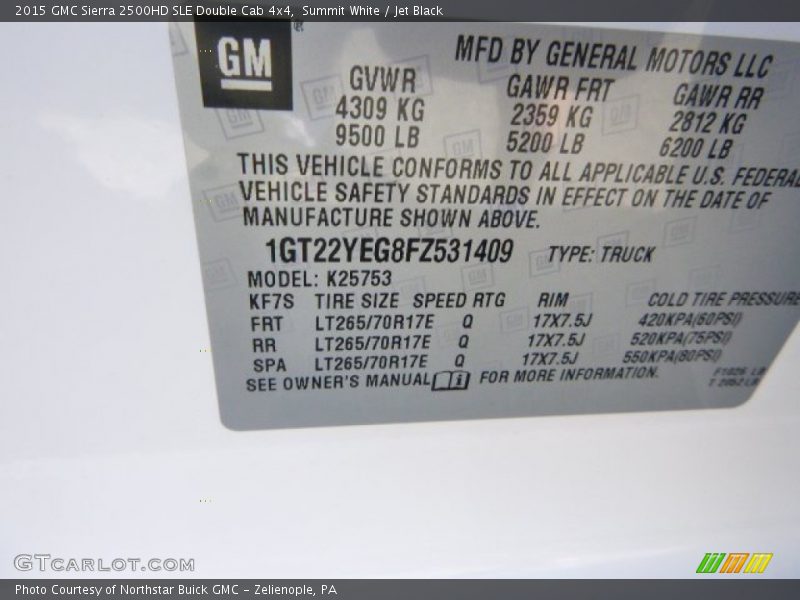 2015 GMC Sierra 2500HD SLE Double Cab 4x4, Summit White / Jet Black
GM
MFD BY GENERAL MOTORS LLC
GVWR GAWR FRT GAWR RR
4309 KG 2359 KG 2812 KG
9500 LB 5200 LB 6200 LB
THIS VEHICLE CONFORMS TO ALL APPLICABLE U.S. FEDERAL
VEHICLE SAFETY STANDARDS IN EFFECT ON THE DATE OF
MANUFACTURE SHOWN ABOVE.
1GT22YEG8FZ531409 TYPE: TRUCK
MODEL: K25753
KF7S TIRE SIZE SPEED RTG RIM COLD TIRE PRESSURE
FRT LT265/70R17E Q 17X7.5J 420KPA(60PSI)
RR LT265/70R17E Q 17X7.5J 520KPA(75PSI)
SPA LT265/70R17E Q 17X7.5J 550KPA(80PSI)
SEE OWNER'S MANUAL FOR MORE INFORMATION.
GTCARLOT.COM
Photo Courtesy of Northstar Buick GMC - Zelienople, PA